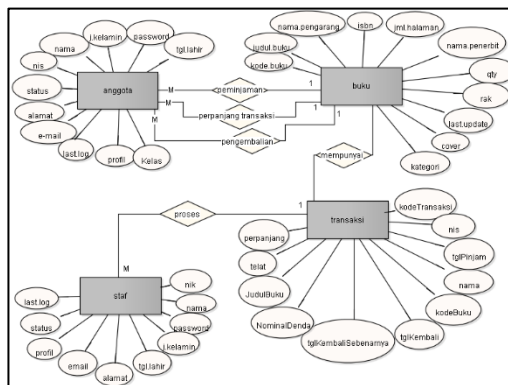 nama.pengarang
isbn
jml.halaman
judul.buku
kode.buku
nama.penerbit
buku
qty
rak
last.update
cover
kategori
j.kelamin
password
nama
tgl.lahir
nis
anggota
status
alamat
e-mail
last.log
profil
Kelas
M
peminjaman
1
M
perpanjang transaksi
1
M
pengembalian
1
1
mempunyai
1
proses
1
M
transaksi
kodeTransaksi
nis
tglPinjam
nama
kodeBuku
tglKembali
tglKembaliSebenarnya
NominalDenda
JudulBuku
telat
perpanjang
staf
nik
nama
password
j.kelamin
tgl.lahir
alamat
email
profil
status
last.log